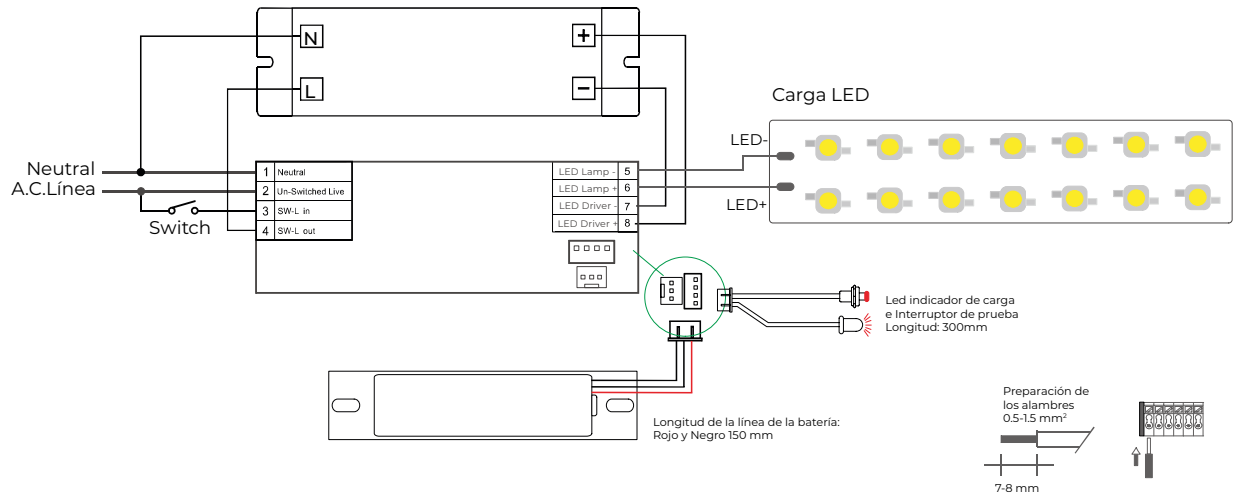 N
+
L
−
Carga LED
LED-
LED+
Neutral
A.C.Línea
Switch
1 Neutral
2 Un-Switched Live
3 SW-L in
4 SW-L out
LED Lamp - 5
LED Lamp + 6
LED Driver - 7
LED Driver + 8
Led indicador de carga
e Interruptor de prueba
Longitud: 300mm
Longitud de la línea de la batería:
Rojo y Negro 150 mm
Preparación de
los alambres
0.5-1.5 mm²
7-8 mm